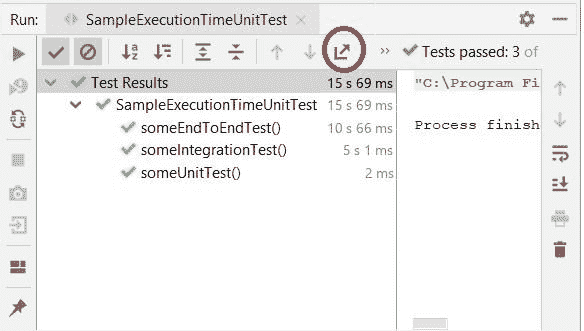 Run: SampleExecutionTimeUnitTest
Tests passed: 3 of
Test Results 15 s 69 ms
SampleExecutionTimeUnitTest 15 s 69 ms
someEndToEndTest() 10 s 66 ms
someIntegrationTest() 5 s 1 ms
someUnitTest() 2 ms
"C:\Program Fi
Process finish